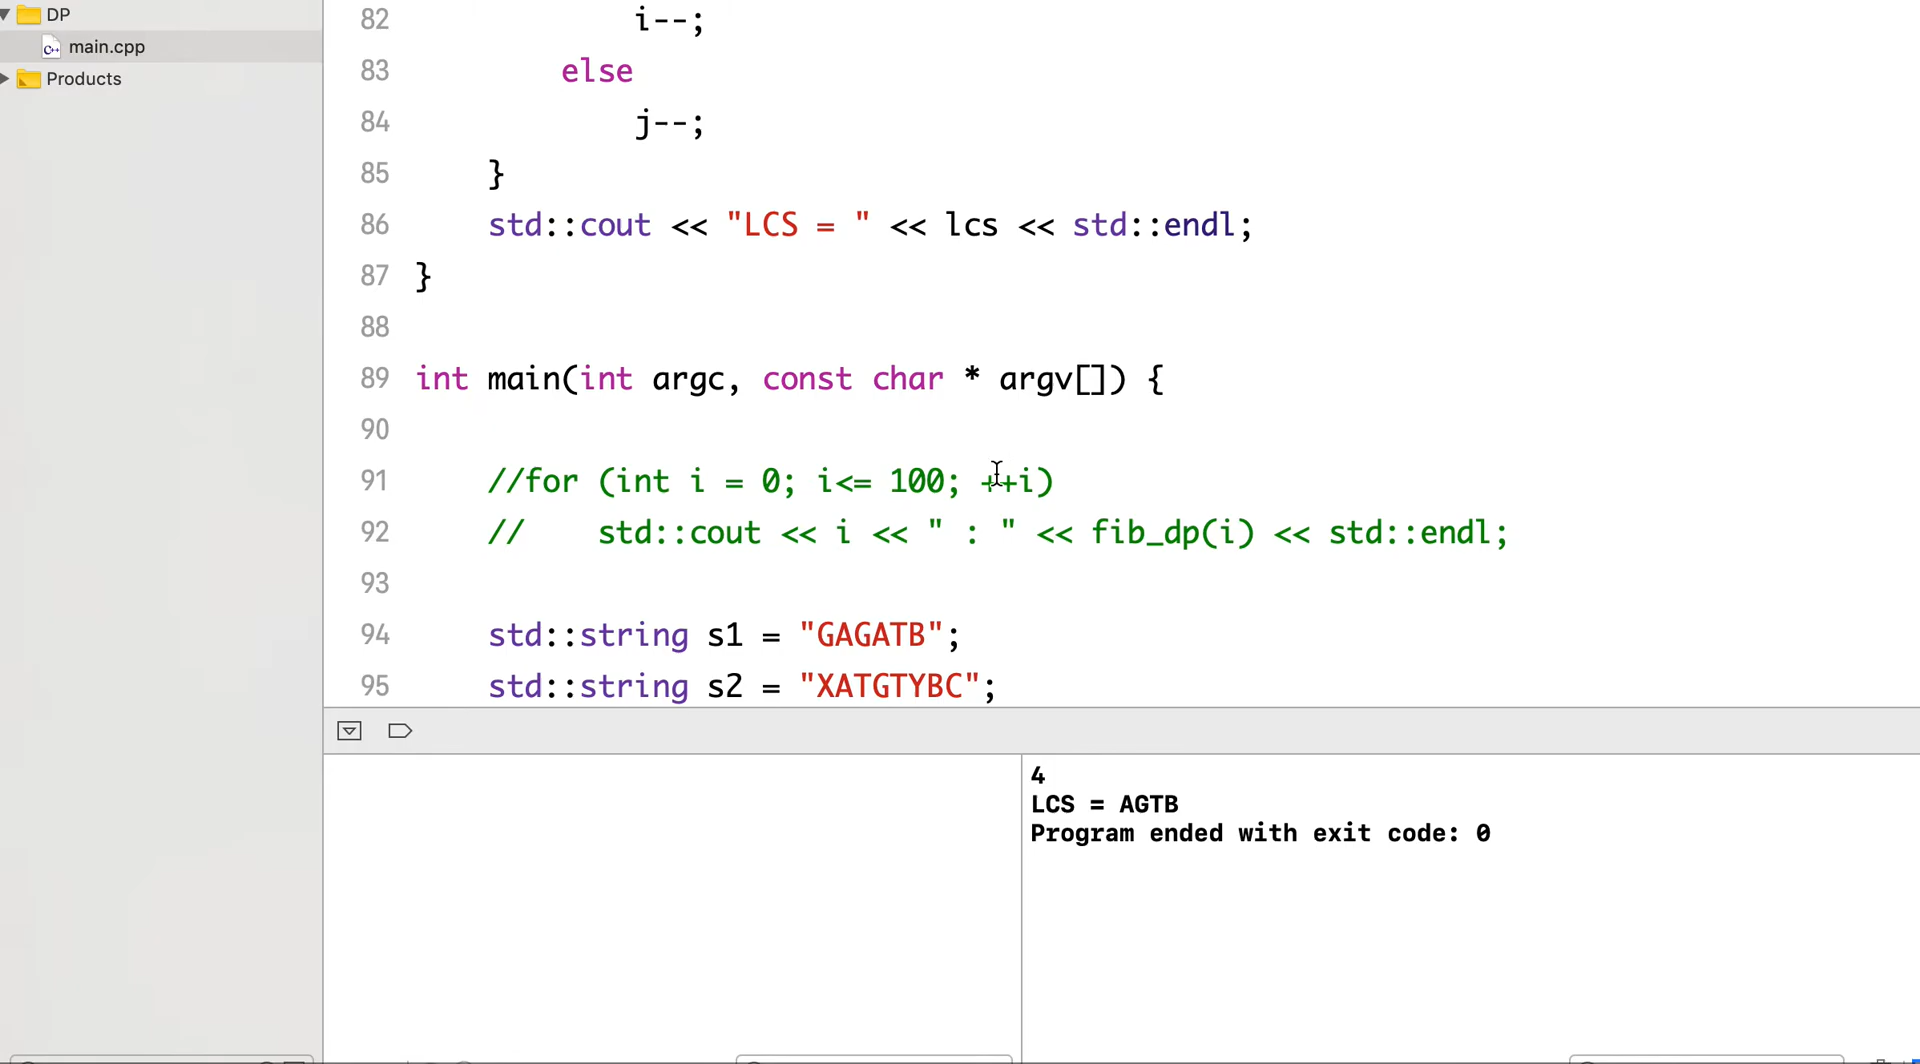 DP
main.cpp
Products
82 i--;
83 else
84 j--;
85 }
86 std::cout << "LCS = " << lcs << std::endl;
87 }
88
89 int main(int argc, const char * argv[]) {
90
91 //for (int i = 0; i<= 100; ++i)
92 // std::cout << i << " : " << fib_dp(i) << std::endl;
93
94 std::string s1 = "GAGATB";
95 std::string s2 = "XATGTYBC";
4
LCS = AGTB
Program ended with exit code: 0